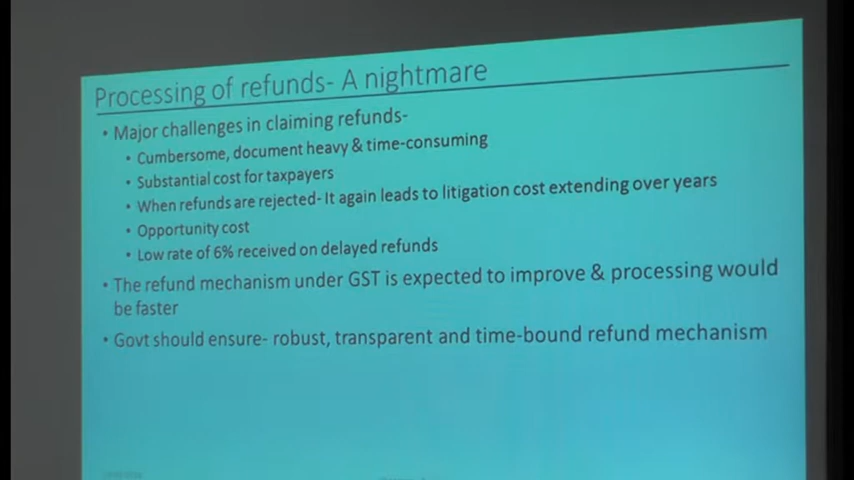 Processing of refunds- A nightmare
• Major challenges in claiming refunds-
• Cumbersome, document heavy & time-consuming
• Substantial cost for taxpayers
• When refunds are rejected- It again leads to litigation cost extending over years
• Opportunity cost
• Low rate of 6% received on delayed refunds
• The refund mechanism under GST is expected to improve & processing would
be faster
• Govt should ensure- robust, transparent and time-bound refund mechanism